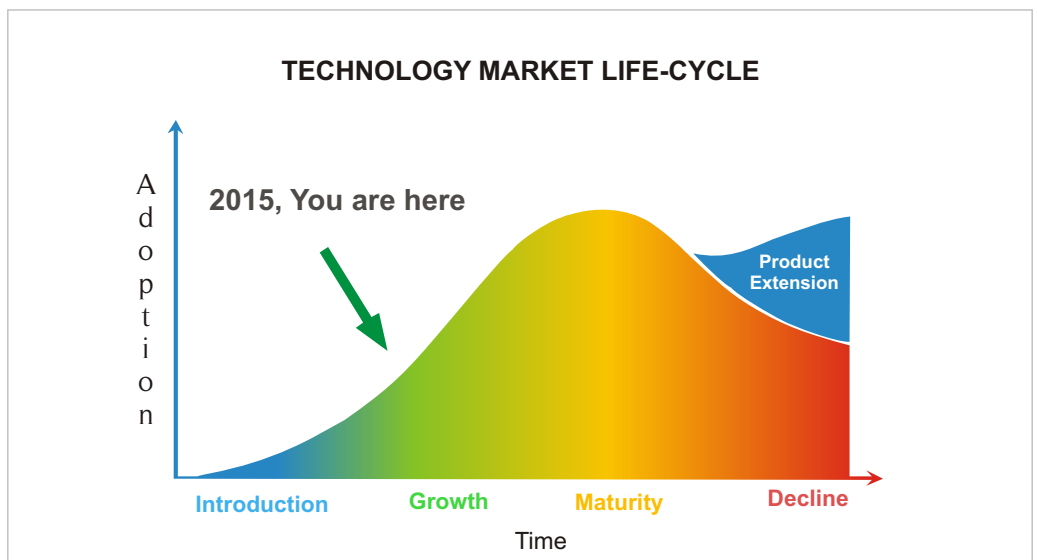 TECHNOLOGY MARKET LIFE-CYCLE
Adoption
2015, You are here
Product
Extension
Introduction
Growth
Maturity
Decline
Time